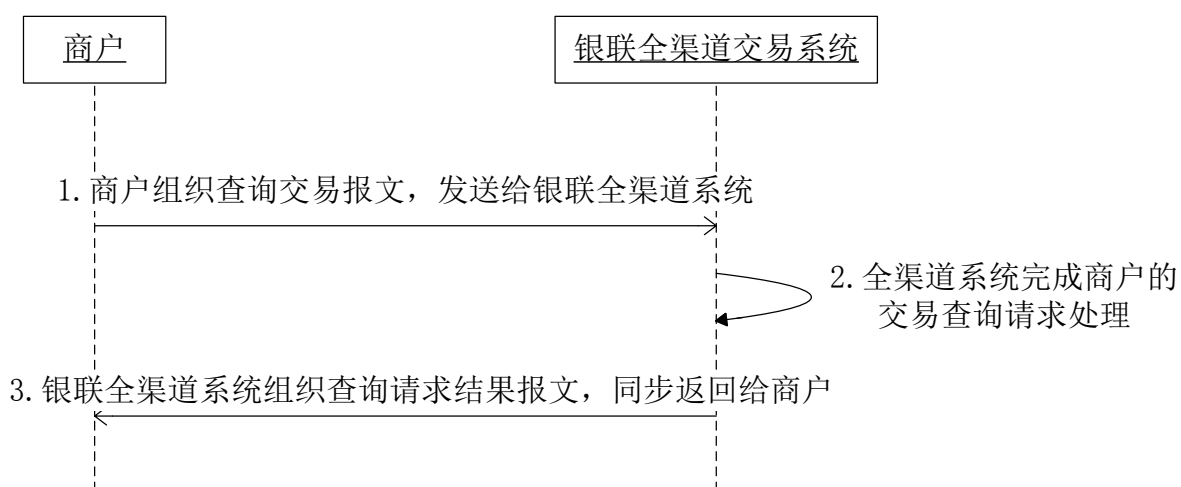 商户
银联全渠道交易系统
1.商户组织查询交易报文，发送给银联全渠道系统
2.全渠道系统完成商户的
交易查询请求处理
3.银联全渠道系统组织查询请求结果报文，同步返回给商户